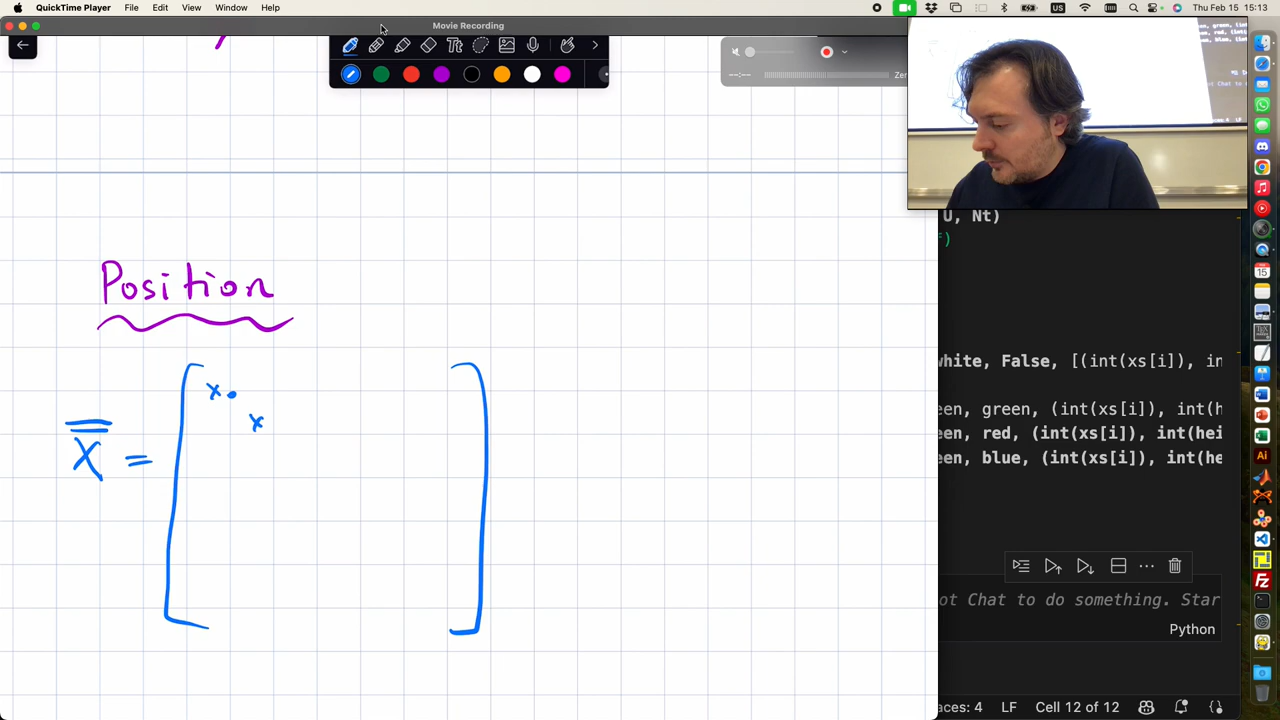 QuickTime Player File Edit View Window Help
Thu Feb 15 15:13
Movie Recording
--:--
Zer
U, Nt)
f)
Position
white, False, [(int(xs[i]), in
X =
x
x
een, green, (int(xs[i]), int(h
een, red, (int(xs[i]), int(hei
een, blue, (int(xs[i]), int(he
ot Chat to do something. Star
Python
aces: 4 LF Cell 12 of 12